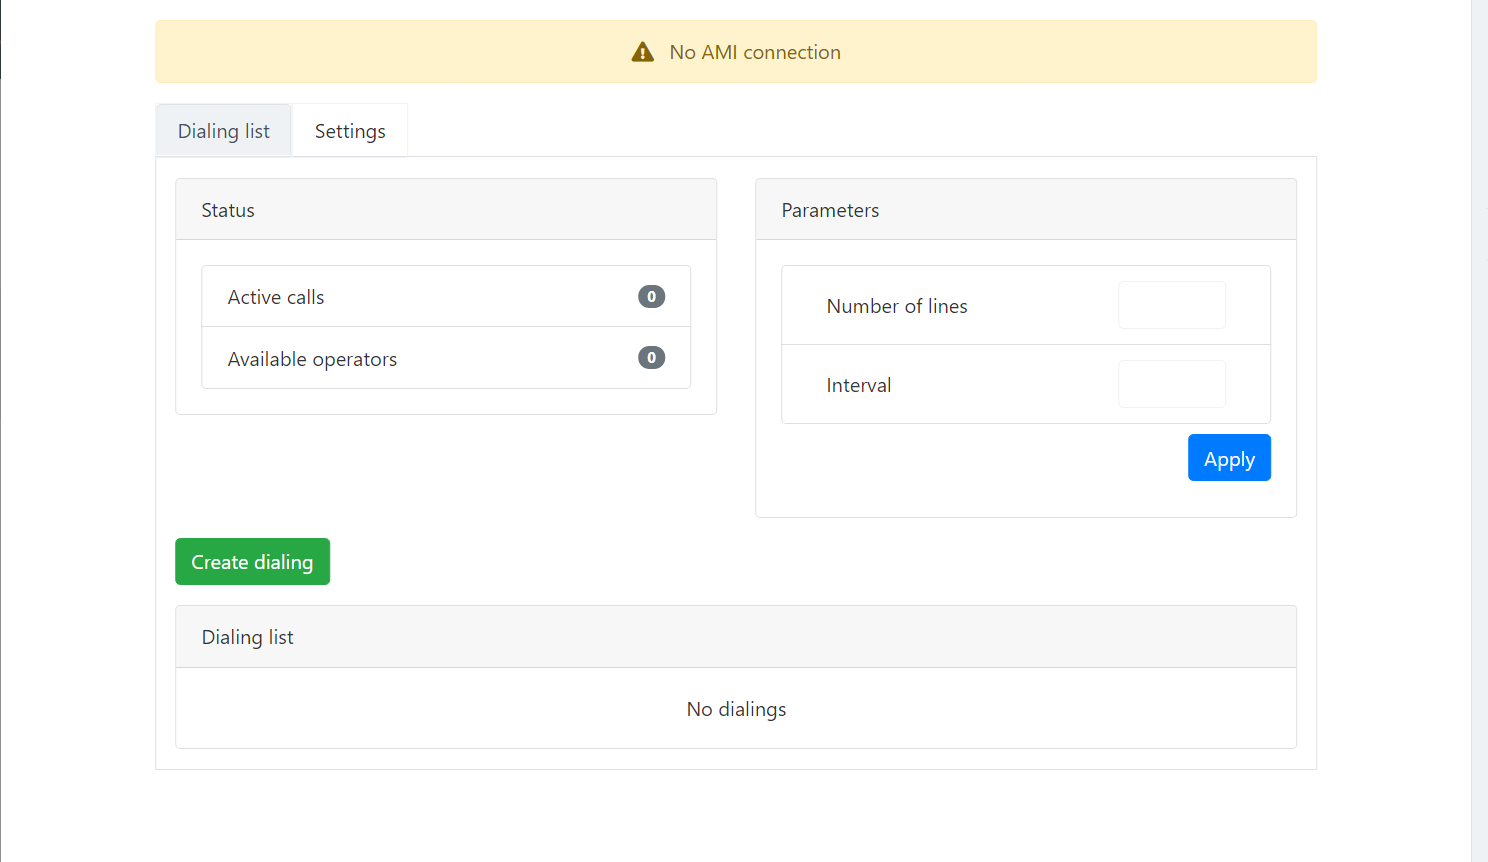 No AMI connection
Dialing list
Settings
Status
Active calls 0
Available operators 0
Parameters
Number of lines
Interval
Apply
Create dialing
Dialing list
No dialings